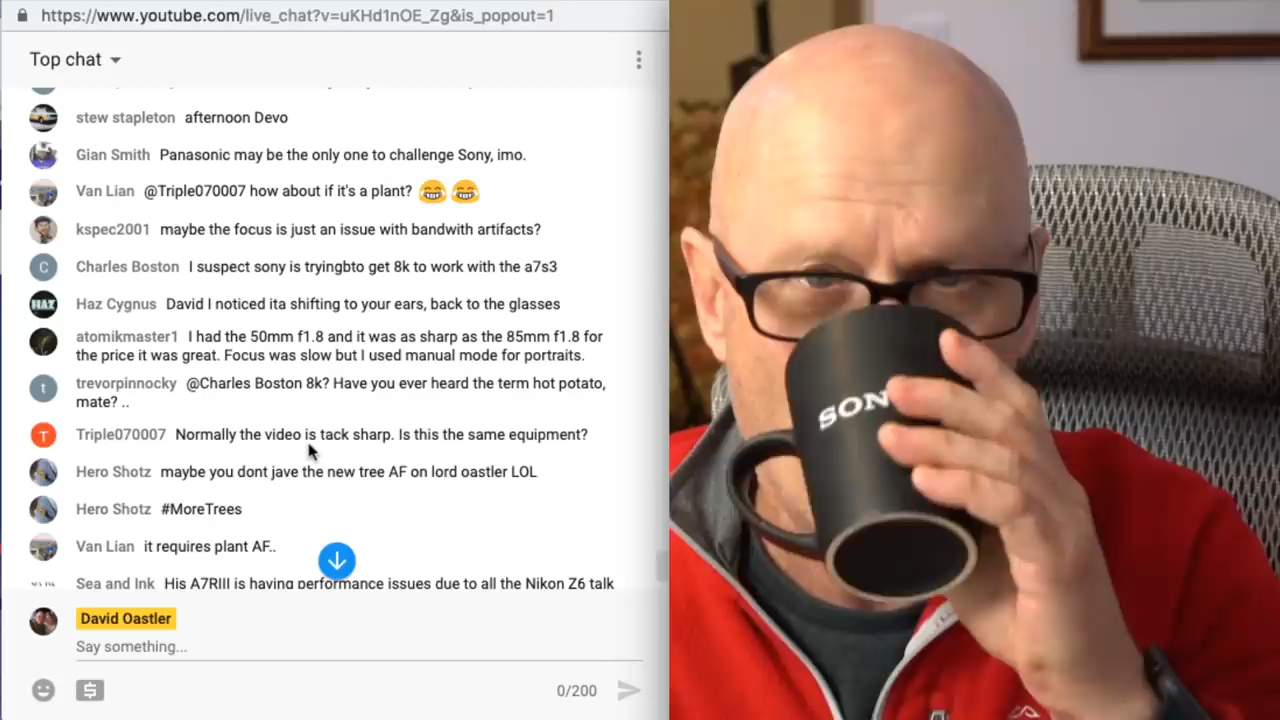 https://www.youtube.com/live_chat?v=uKHd1nOE_Zg&is_popout=1
Top chat
stew stapleton afternoon Devo
Gian Smith Panasonic may be the only one to challenge Sony, imo.
Van Lian @Triple070007 how about if it's a plant? 😂 😂
kspec2001 maybe the focus is just an issue with bandwith artifacts?
C
Charles Boston I suspect sony is tryingbto get 8k to work with the a7s3
HAZ
Haz Cygnus David I noticed ita shifting to your ears, back to the glasses
atomikmaster1 I had the 50mm f1.8 and it was as sharp as the 85mm f1.8 for
the price it was great. Focus was slow but I used manual mode for portraits.
t
trevorpinnocky @Charles Boston 8k? Have you ever heard the term hot potato,
mate? ..
T
Triple070007 Normally the video is tack sharp. Is this the same equipment?
Hero Shotz maybe you dont jave the new tree AF on lord oastler LOL
Hero Shotz #MoreTrees
Van Lian it requires plant AF..
Sea and Ink His A7RIII is having performance issues due to all the Nikon Z6 talk
David Oastler
Say something...
0/200
SON